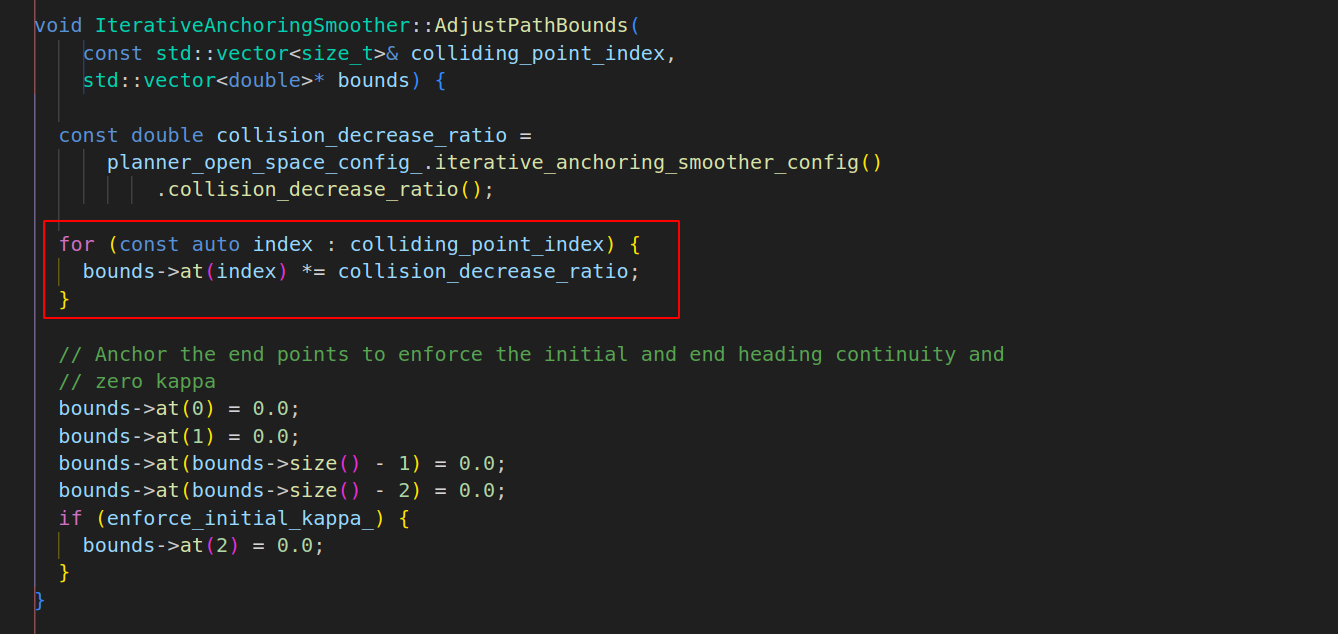 void IterativeAnchoringSmoother::AdjustPathBounds(
    const std::vector<size_t>& colliding_point_index,
    std::vector<double>* bounds) {

  const double collision_decrease_ratio =
      planner_open_space_config_.iterative_anchoring_smoother_config()
          .collision_decrease_ratio();

  for (const auto index : colliding_point_index) {
    bounds->at(index) *= collision_decrease_ratio;
  }

  // Anchor the end points to enforce the initial and end heading continuity and
  // zero kappa
  bounds->at(0) = 0.0;
  bounds->at(1) = 0.0;
  bounds->at(bounds->size() - 1) = 0.0;
  bounds->at(bounds->size() - 2) = 0.0;
  if (enforce_initial_kappa_) {
    bounds->at(2) = 0.0;
  }
}